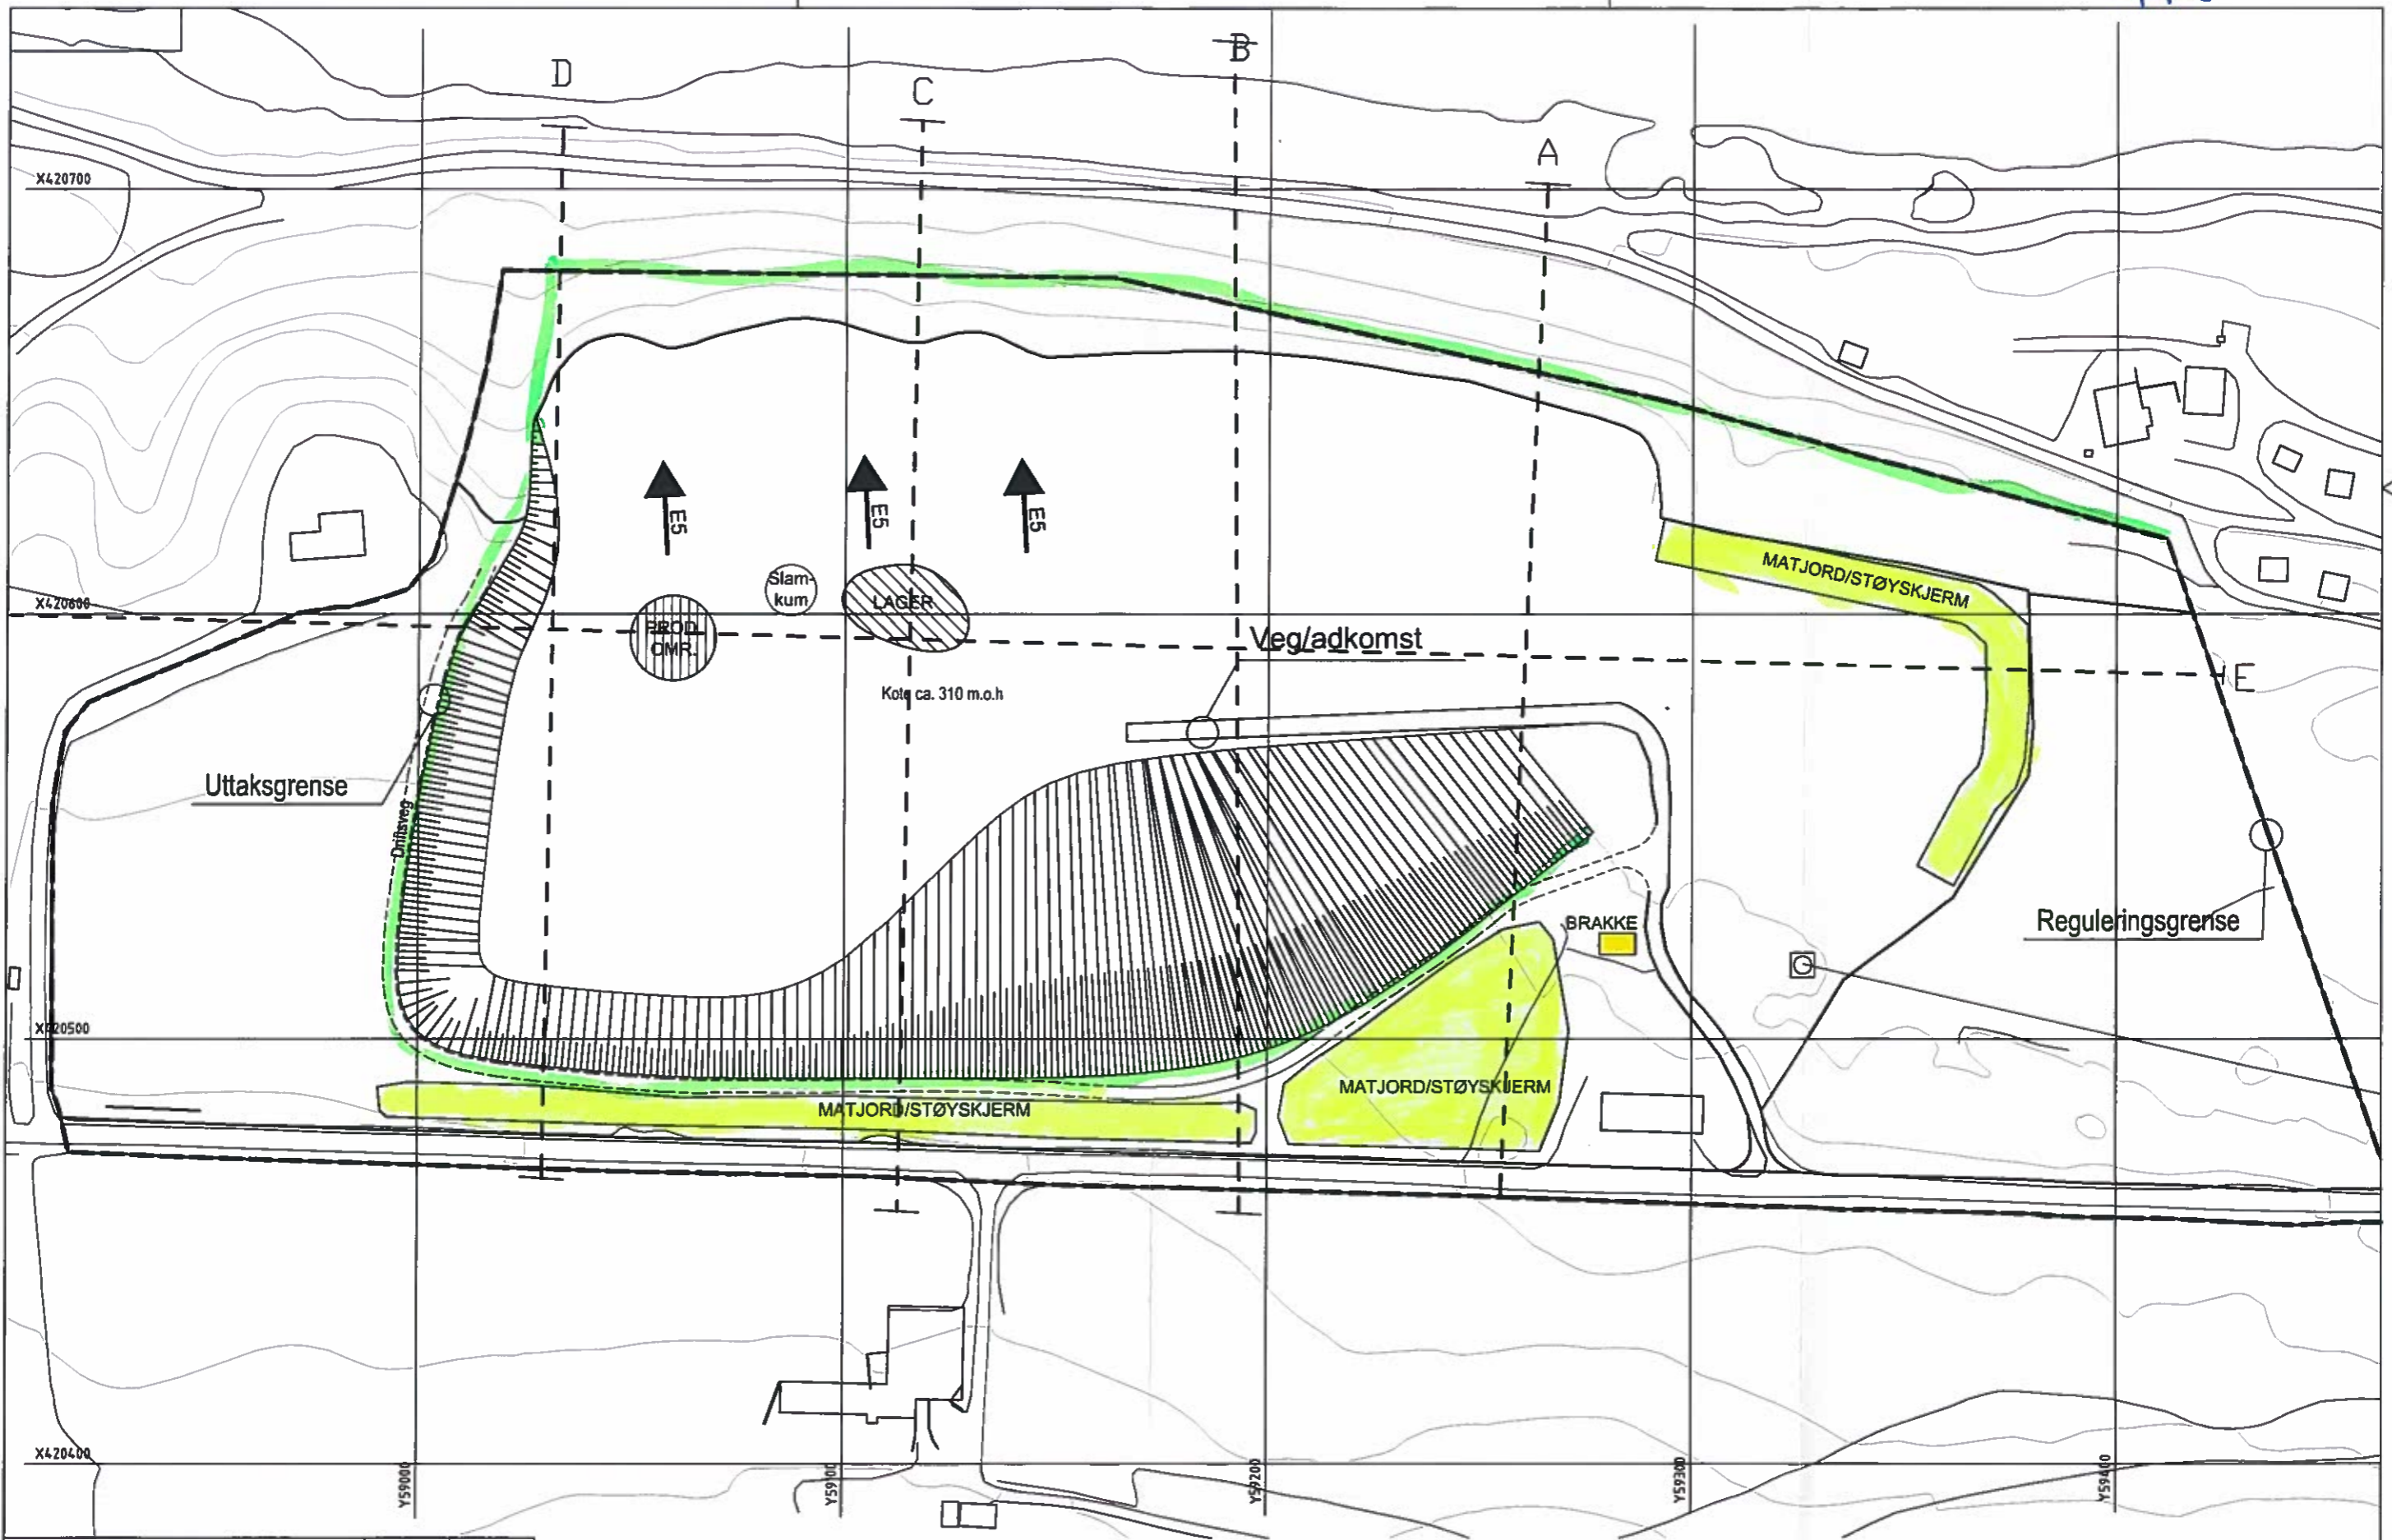 B
D
C
A
X420700
E5
E5
E5
MATJORD/STØYSKJERM
Slam-
kum
LAGER
X420600
PROD.
OMR.
Veg/adkomst
E
Kote ca. 310 m.o.h
Uttaksgrense
Driftsveg
BRAKKE
Reguleringsgrense
X420500
MATJORD/STØYSKJERM
MATJORD/STØYSKJERM
X420400
Y59000
Y59100
Y59200
Y59300
Y59400